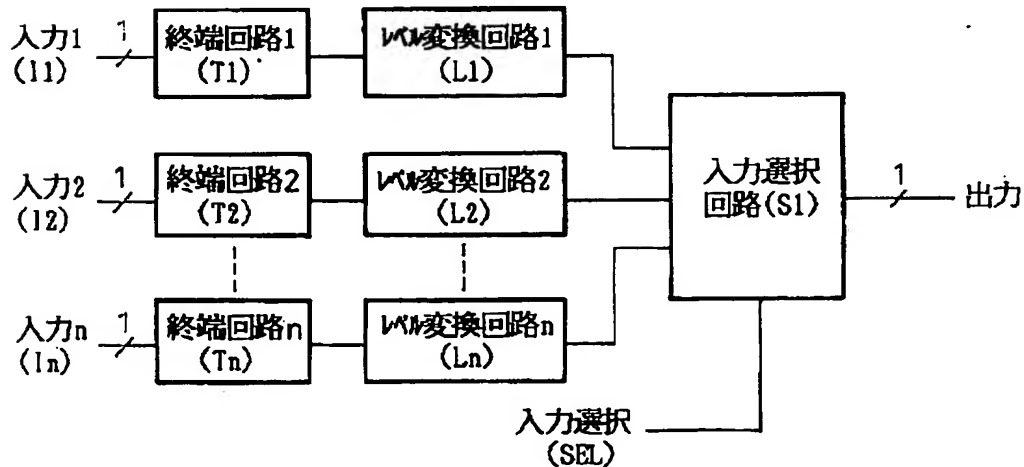 入力1
(I1)
1
終端回路1
(T1)
レベル変換回路1
(L1)
入力2
(I2)
1
終端回路2
(T2)
レベル変換回路2
(L2)
入力選択
回路(S1)
1
出力
入力n
(In)
1
終端回路n
(Tn)
レベル変換回路n
(Ln)
入力選択
(SEL)